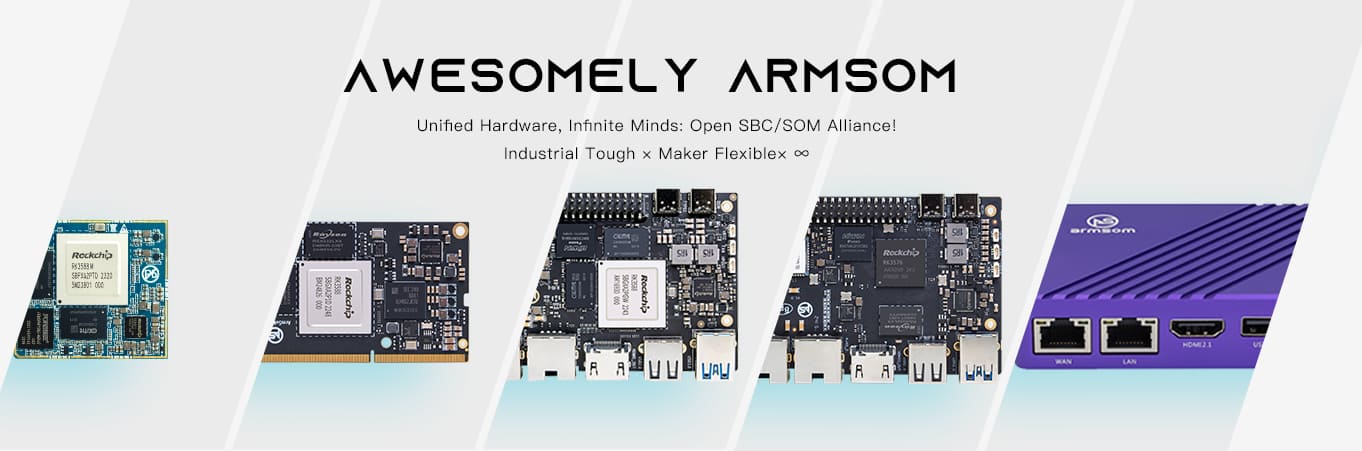 AWESOMELY ARMSOM
Unified Hardware, Infinite Minds: Open SBC/SOM Alliance!
Industrial Tough × Maker Flexible× ∞
Rockchip
RK3588M
Rockchip
RK3588
Rockchip
RK3588
Rockchip
RK3576
armsom
WAN
LAN
HDMI2.1